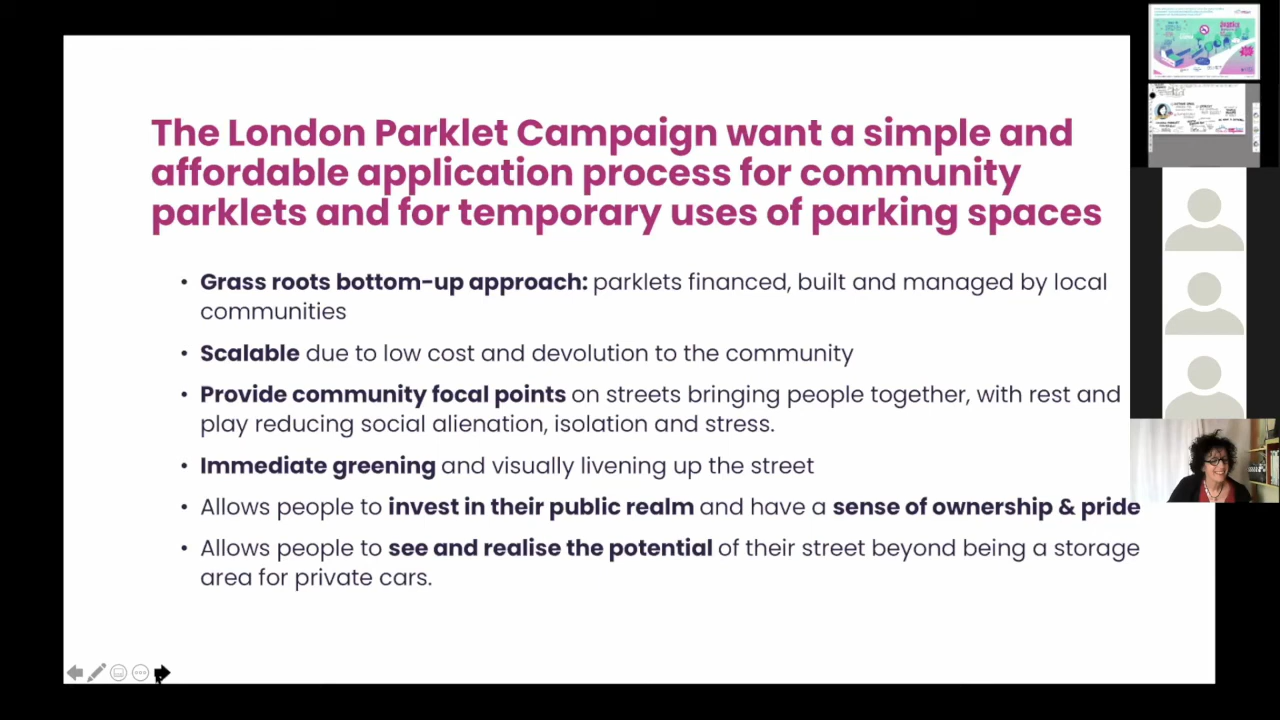 The London Parklet Campaign want a simple and
affordable application process for community
parklets and for temporary uses of parking spaces
• Grass roots bottom-up approach: parklets financed, built and managed by local
communities
• Scalable due to low cost and devolution to the community
• Provide community focal points on streets bringing people together, with rest and
play reducing social alienation, isolation and stress.
• Immediate greening and visually livening up the street
• Allows people to invest in their public realm and have a sense of ownership & pride
• Allows people to see and realise the potential of their street beyond being a storage
area for private cars.